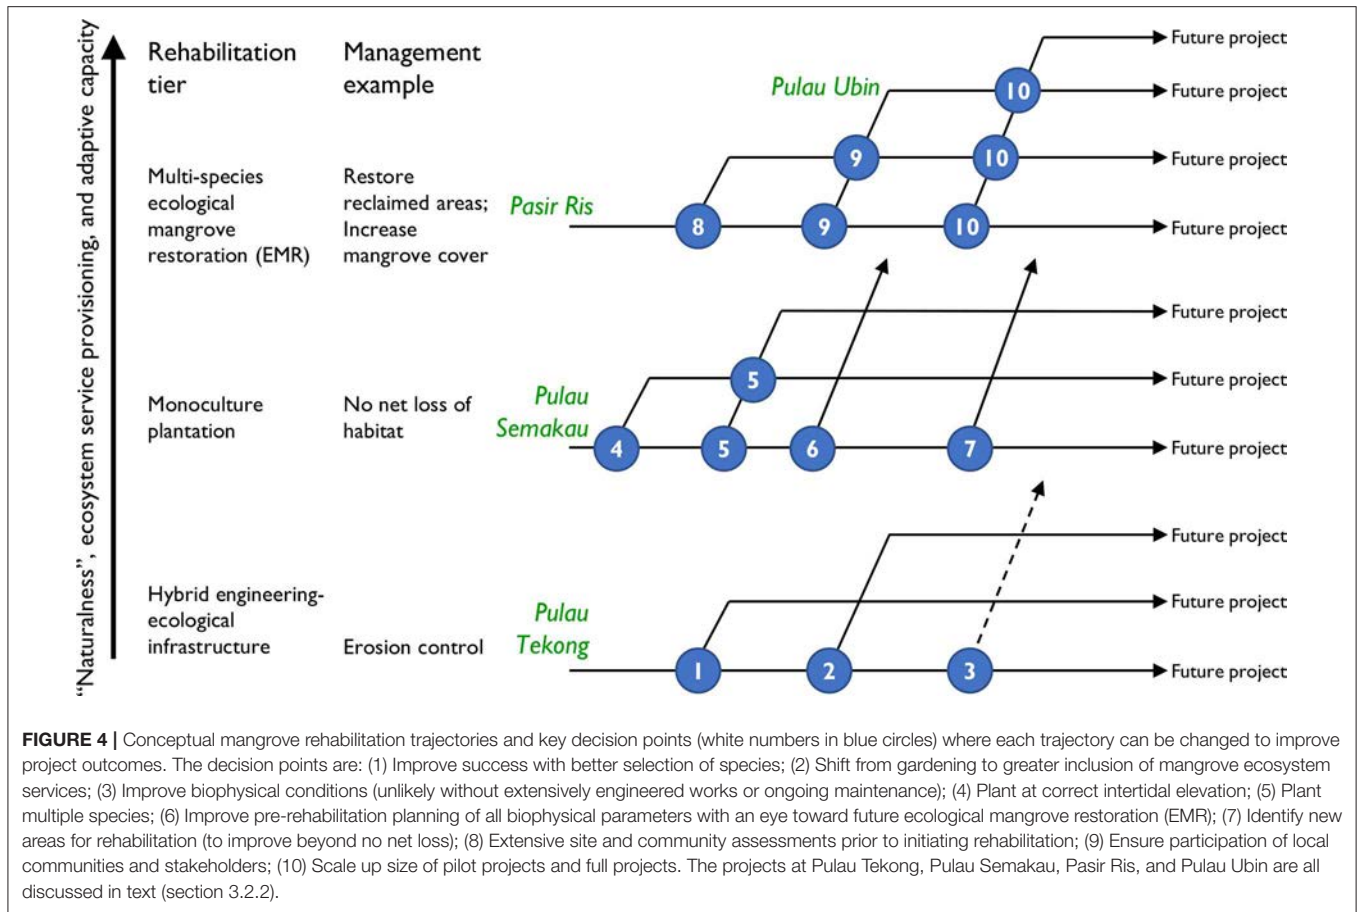 "Naturalness", ecosystem service provisioning, and adaptive capacity
Rehabilitation
tier
Management
example
Multi-species
ecological
mangrove
restoration (EMR)
Restore
reclaimed areas;
Increase
mangrove cover
Pasir Ris
Pulau Ubin
8
9
10
9
10
10
Future project
Future project
Future project
Future project
Monoculture
plantation
No net loss of
habitat
Pulau
Semakau
4
5
6
7
5
Future project
Future project
Future project
Hybrid engineering-
ecological
infrastructure
Erosion control
Pulau
Tekong
1
2
3
Future project
Future project
Future project
FIGURE 4 | Conceptual mangrove rehabilitation trajectories and key decision points (white numbers in blue circles) where each trajectory can be changed to improve
project outcomes. The decision points are: (1) Improve success with better selection of species; (2) Shift from gardening to greater inclusion of mangrove ecosystem
services; (3) Improve biophysical conditions (unlikely without extensively engineered works or ongoing maintenance); (4) Plant at correct intertidal elevation; (5) Plant
multiple species; (6) Improve pre-rehabilitation planning of all biophysical parameters with an eye toward future ecological mangrove restoration (EMR); (7) Identify new
areas for rehabilitation (to improve beyond no net loss); (8) Extensive site and community assessments prior to initiating rehabilitation; (9) Ensure participation of local
communities and stakeholders; (10) Scale up size of pilot projects and full projects. The projects at Pulau Tekong, Pulau Semakau, Pasir Ris, and Pulau Ubin are all
discussed in text (section 3.2.2).